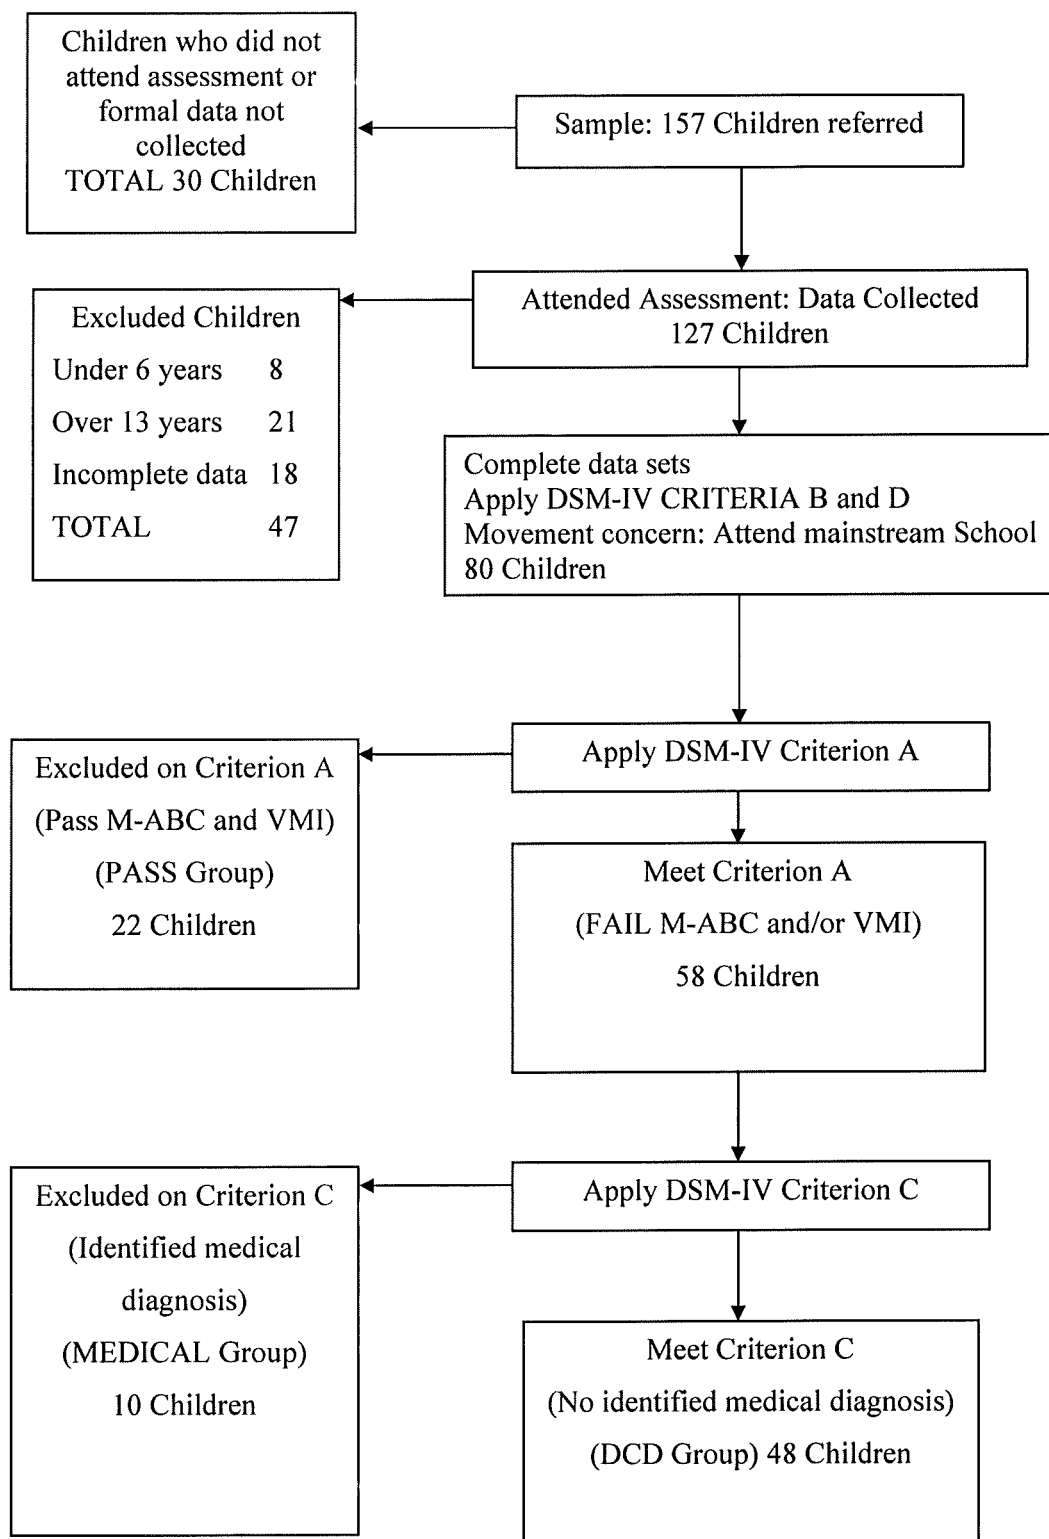 Children who did not
attend assessment or
formal data not
collected
TOTAL 30 Children
Sample: 157 Children referred
Attended Assessment: Data Collected
127 Children
Excluded Children
Under 6 years 8
Over 13 years 21
Incomplete data 18
TOTAL 47
Complete data sets
Apply DSM-IV CRITERIA B and D
Movement concern: Attend mainstream School
80 Children
Apply DSM-IV Criterion A
Excluded on Criterion A
(Pass M-ABC and VMI)
(PASS Group)
22 Children
Meet Criterion A
(FAIL M-ABC and/or VMI)
58 Children
Apply DSM-IV Criterion C
Excluded on Criterion C
(Identified medical
diagnosis)
(MEDICAL Group)
10 Children
Meet Criterion C
(No identified medical diagnosis)
(DCD Group) 48 Children